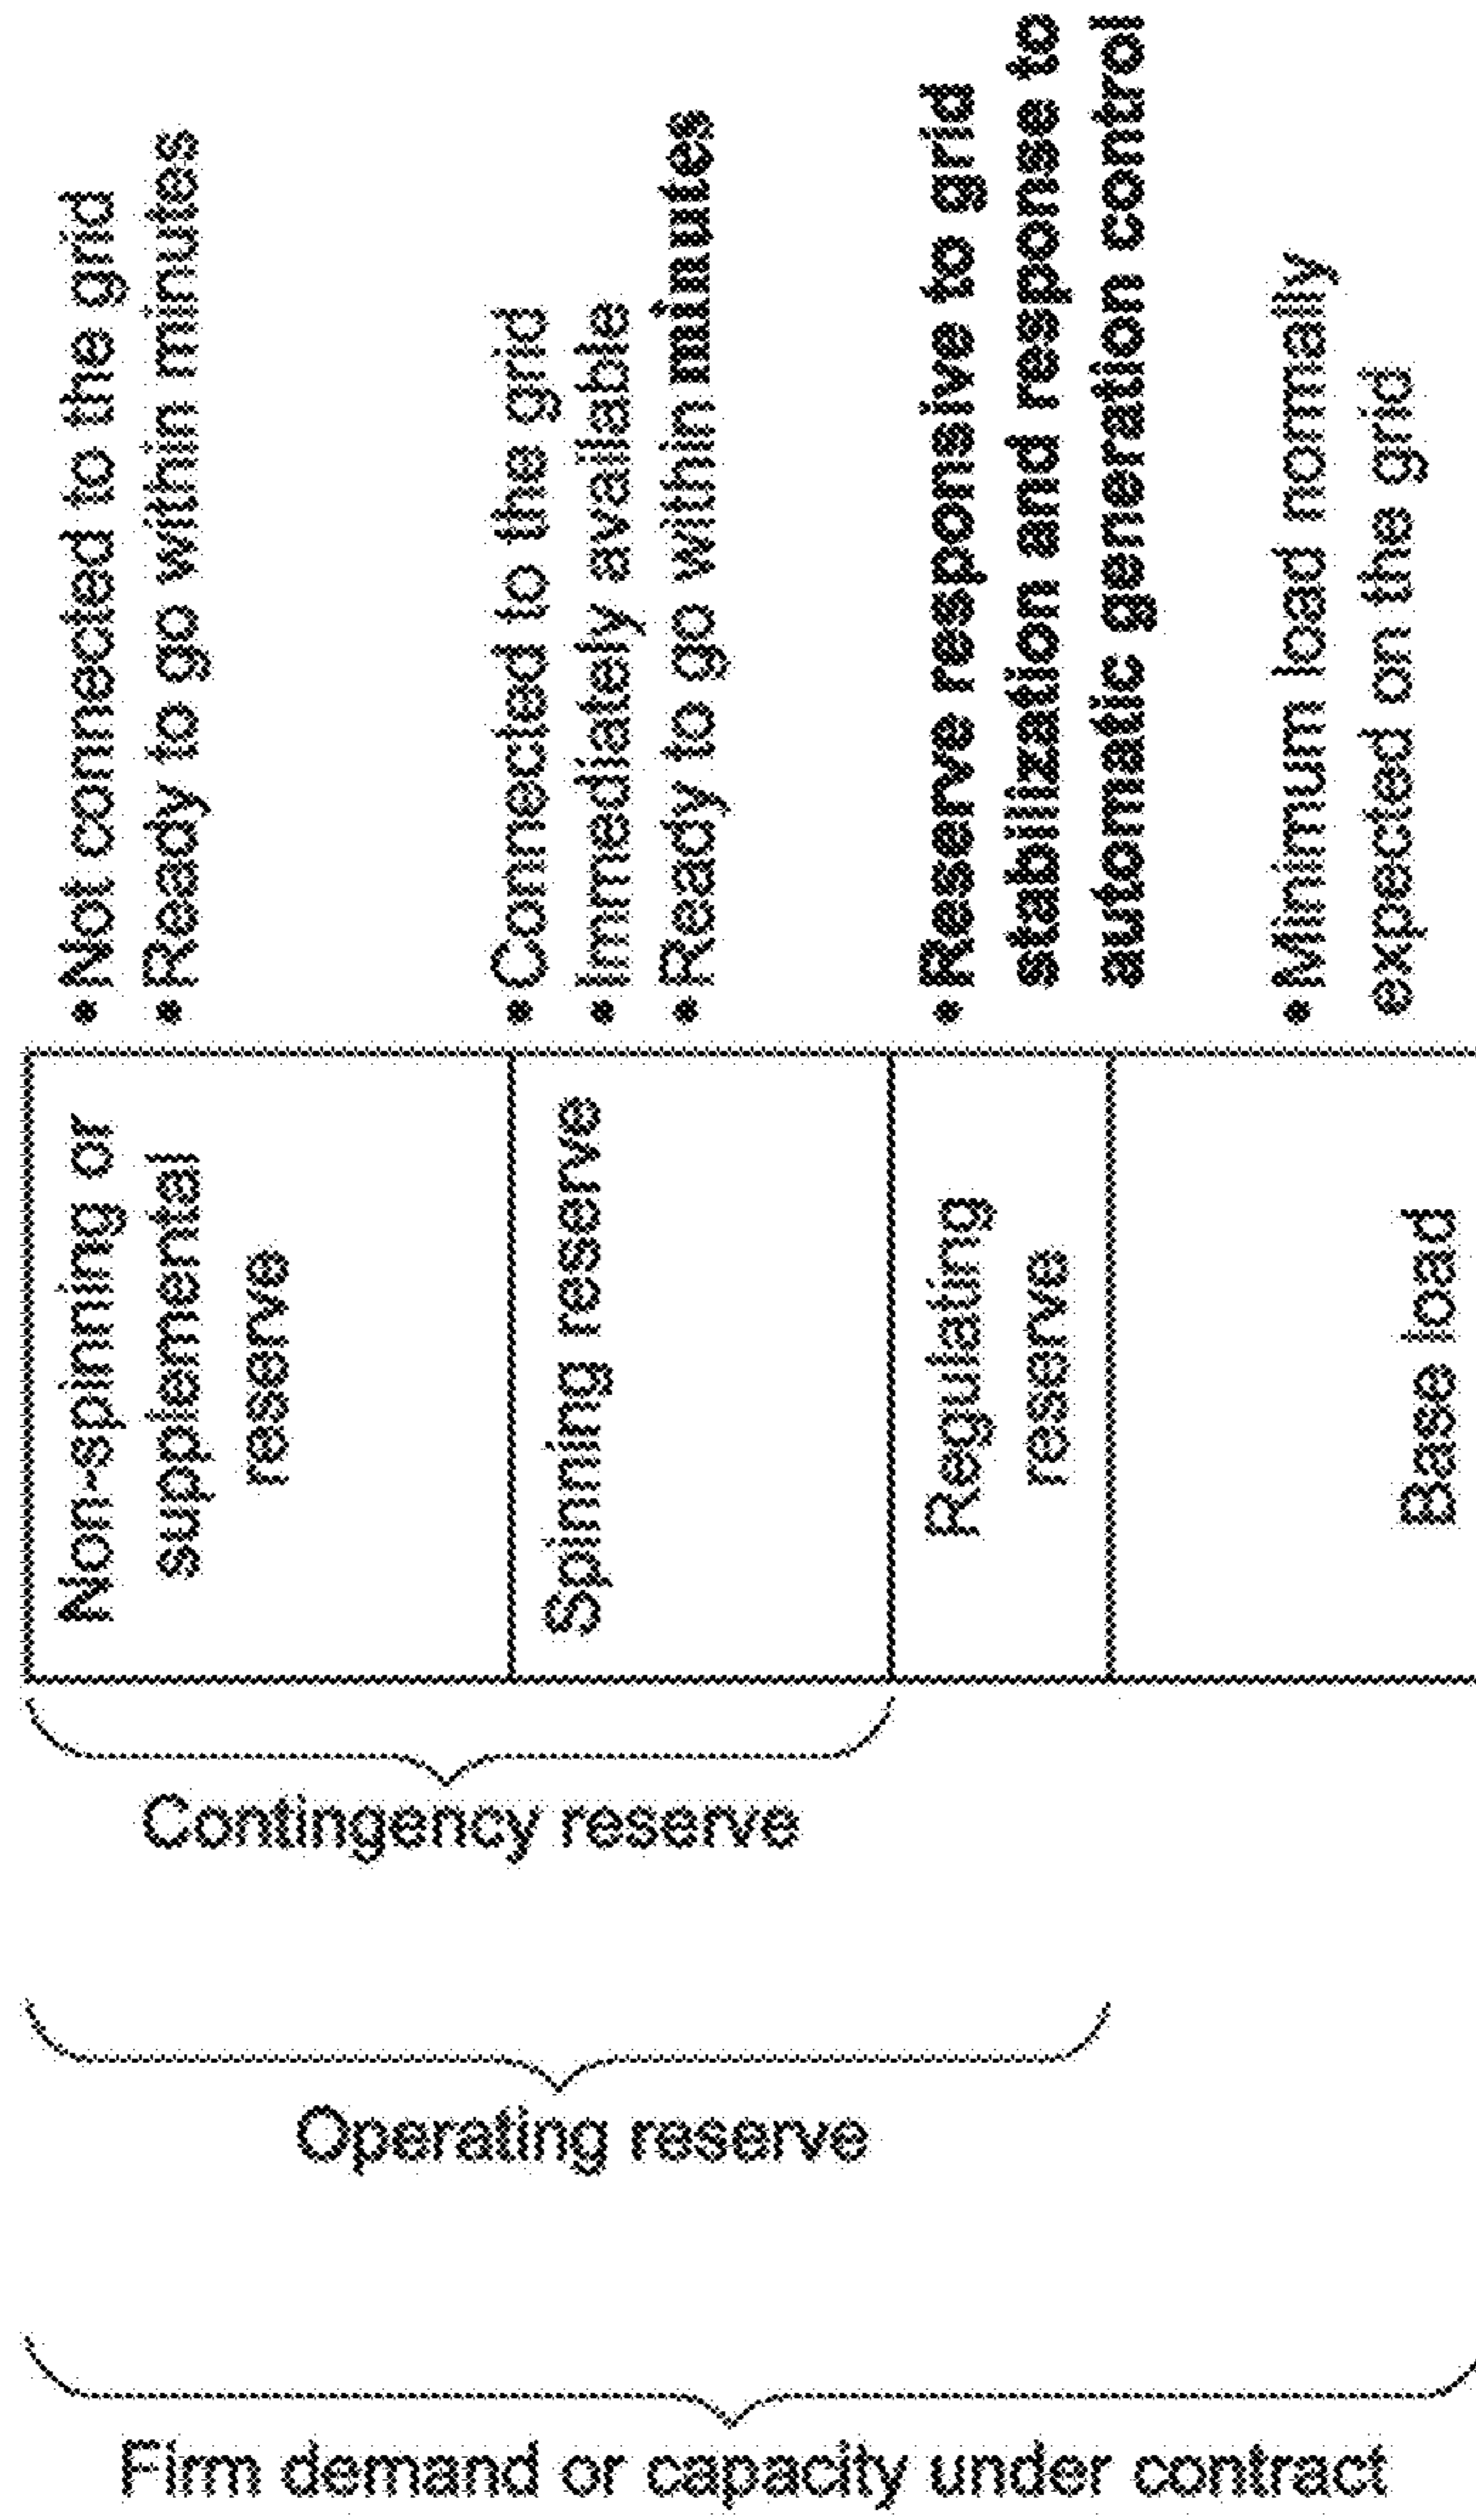 Non-spinning or
supplemental
reserve
• Not connected to the grid
• Ready to go within minutes
Spinning reserve
• Connected to the grid
• Immediately available
• Ready to go within minutes
Regulating
reserve
• Reserve responsive to grid
stabilization and response to
automatic generation control
Base load
• Minimum load normally
expected on the grid
Contingency reserve
Operating reserve
Firm demand or capacity under contract